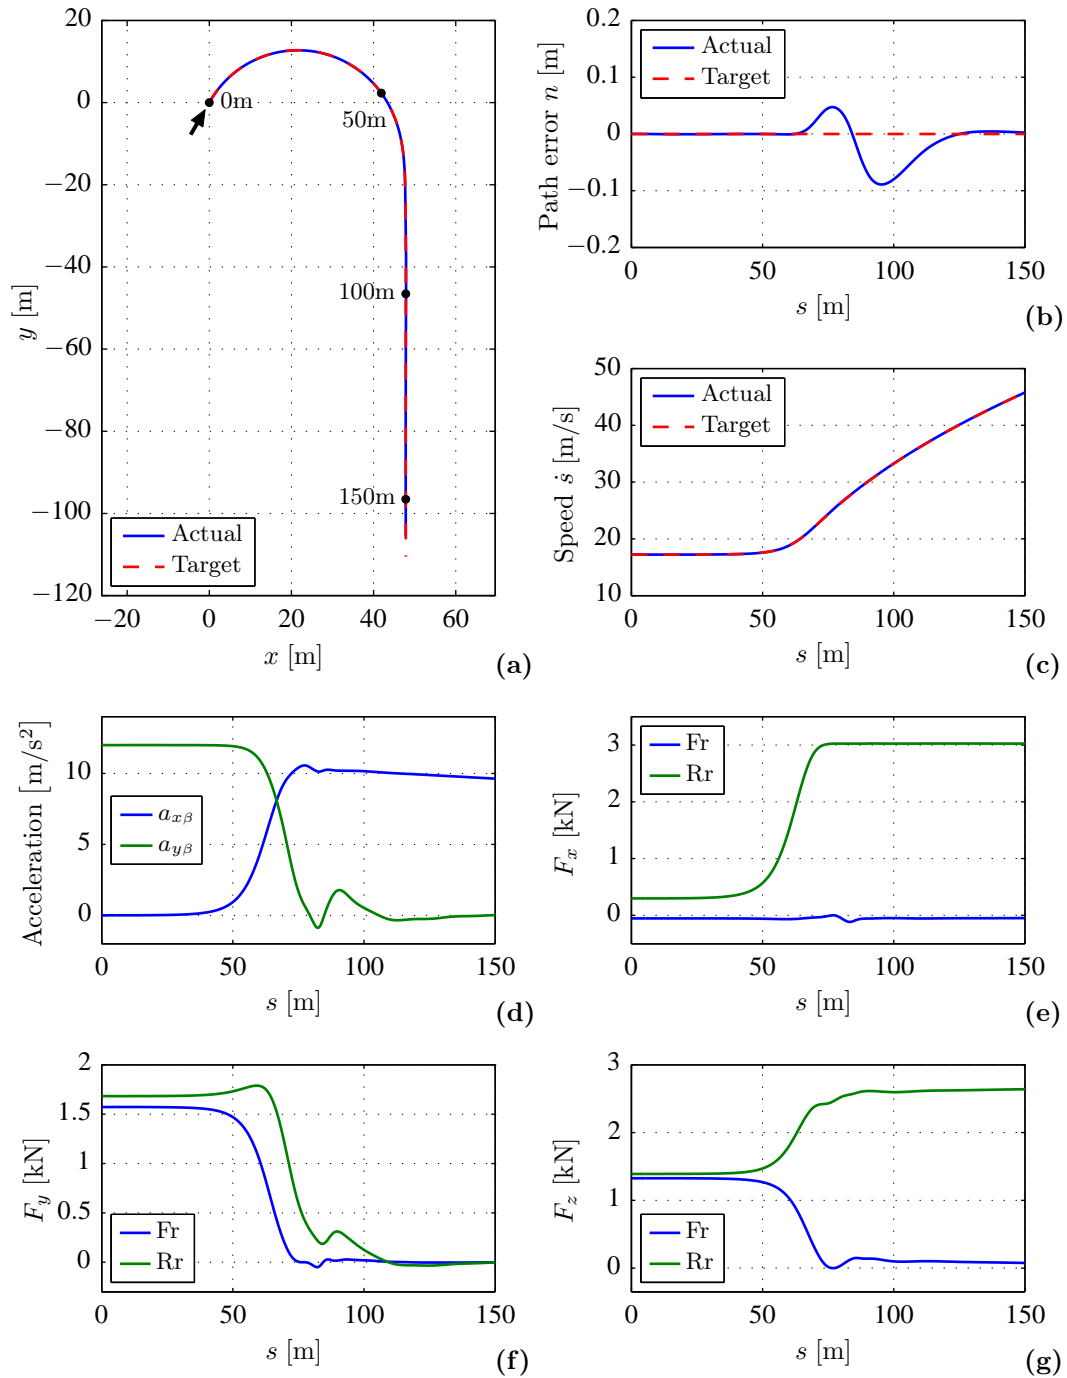 20
0
−20
−40
−60
−80
−100
−120
−20
0
20
40
60
y [m]
x [m]
0m
50m
100m
150m
Actual
Target
(a)
0.2
0.1
0
−0.1
−0.2
0
50
100
150
Path error n [m]
s [m]
Actual
Target
(b)
50
40
30
20
10
0
50
100
150
Speed ṡ [m/s]
s [m]
Actual
Target
(c)
10
5
0
0
50
100
150
Acceleration [m/s²]
s [m]
a_{xβ}
a_{yβ}
(d)
3
2
1
0
0
50
100
150
F_x [kN]
s [m]
Fr
Rr
(e)
2
1.5
1
0.5
0
0
50
100
150
F_y [kN]
s [m]
Fr
Rr
(f)
3
2
1
0
0
50
100
150
F_z [kN]
s [m]
Fr
Rr
(g)